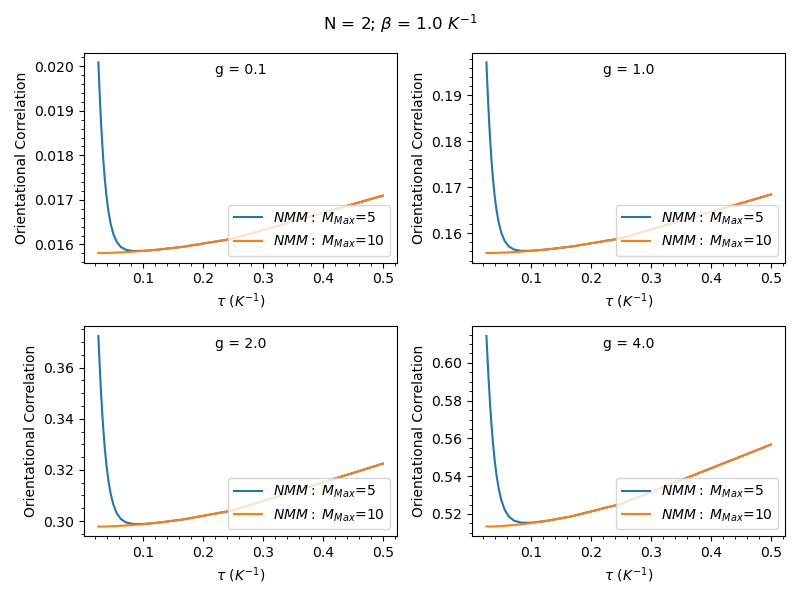 N = 2; β = 1.0 K⁻¹
g = 0.1
Orientational Correlation
0.020
0.019
0.018
0.017
0.016
NMM : M_Max=5
NMM : M_Max=10
0.1 0.2 0.3 0.4 0.5
τ (K⁻¹)
g = 1.0
Orientational Correlation
0.19
0.18
0.17
0.16
NMM : M_Max=5
NMM : M_Max=10
0.1 0.2 0.3 0.4 0.5
τ (K⁻¹)
g = 2.0
Orientational Correlation
0.36
0.34
0.32
0.30
NMM : M_Max=5
NMM : M_Max=10
0.1 0.2 0.3 0.4 0.5
τ (K⁻¹)
g = 4.0
Orientational Correlation
0.60
0.58
0.56
0.54
0.52
NMM : M_Max=5
NMM : M_Max=10
0.1 0.2 0.3 0.4 0.5
τ (K⁻¹)